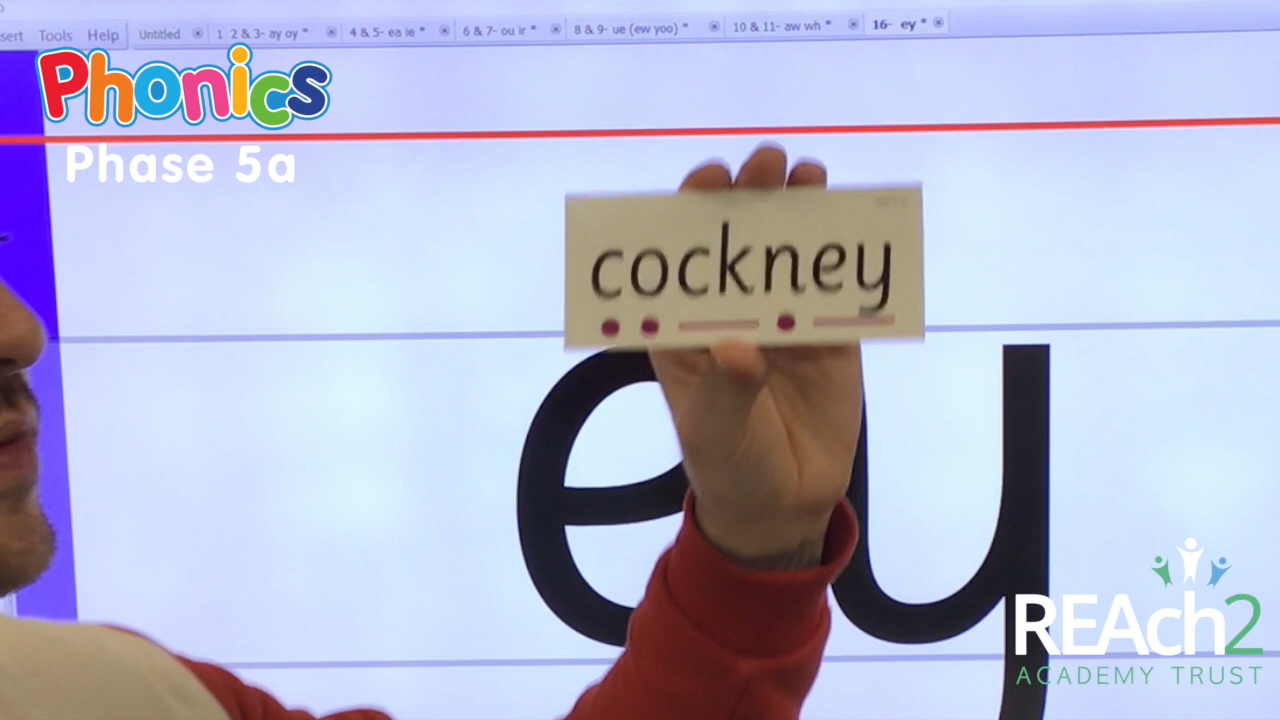 Tools Help Untitled 1 2 & 3- ay oy * 4 & 5- ea ie * 6 & 7- ou ir * 8 & 9- ue (ew yoo) * 10 & 11- aw wh * 16- ey *
Phonics
Phase 5a
cockney
ey
REAch2
ACADEMY TRUST